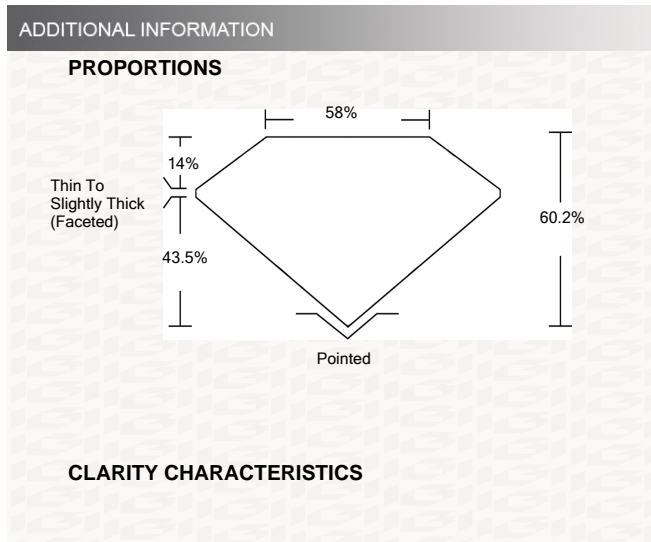 ADDITIONAL INFORMATION
PROPORTIONS
58%
14%
Thin To
Slightly Thick
(Faceted)
60.2%
43.5%
Pointed
CLARITY CHARACTERISTICS